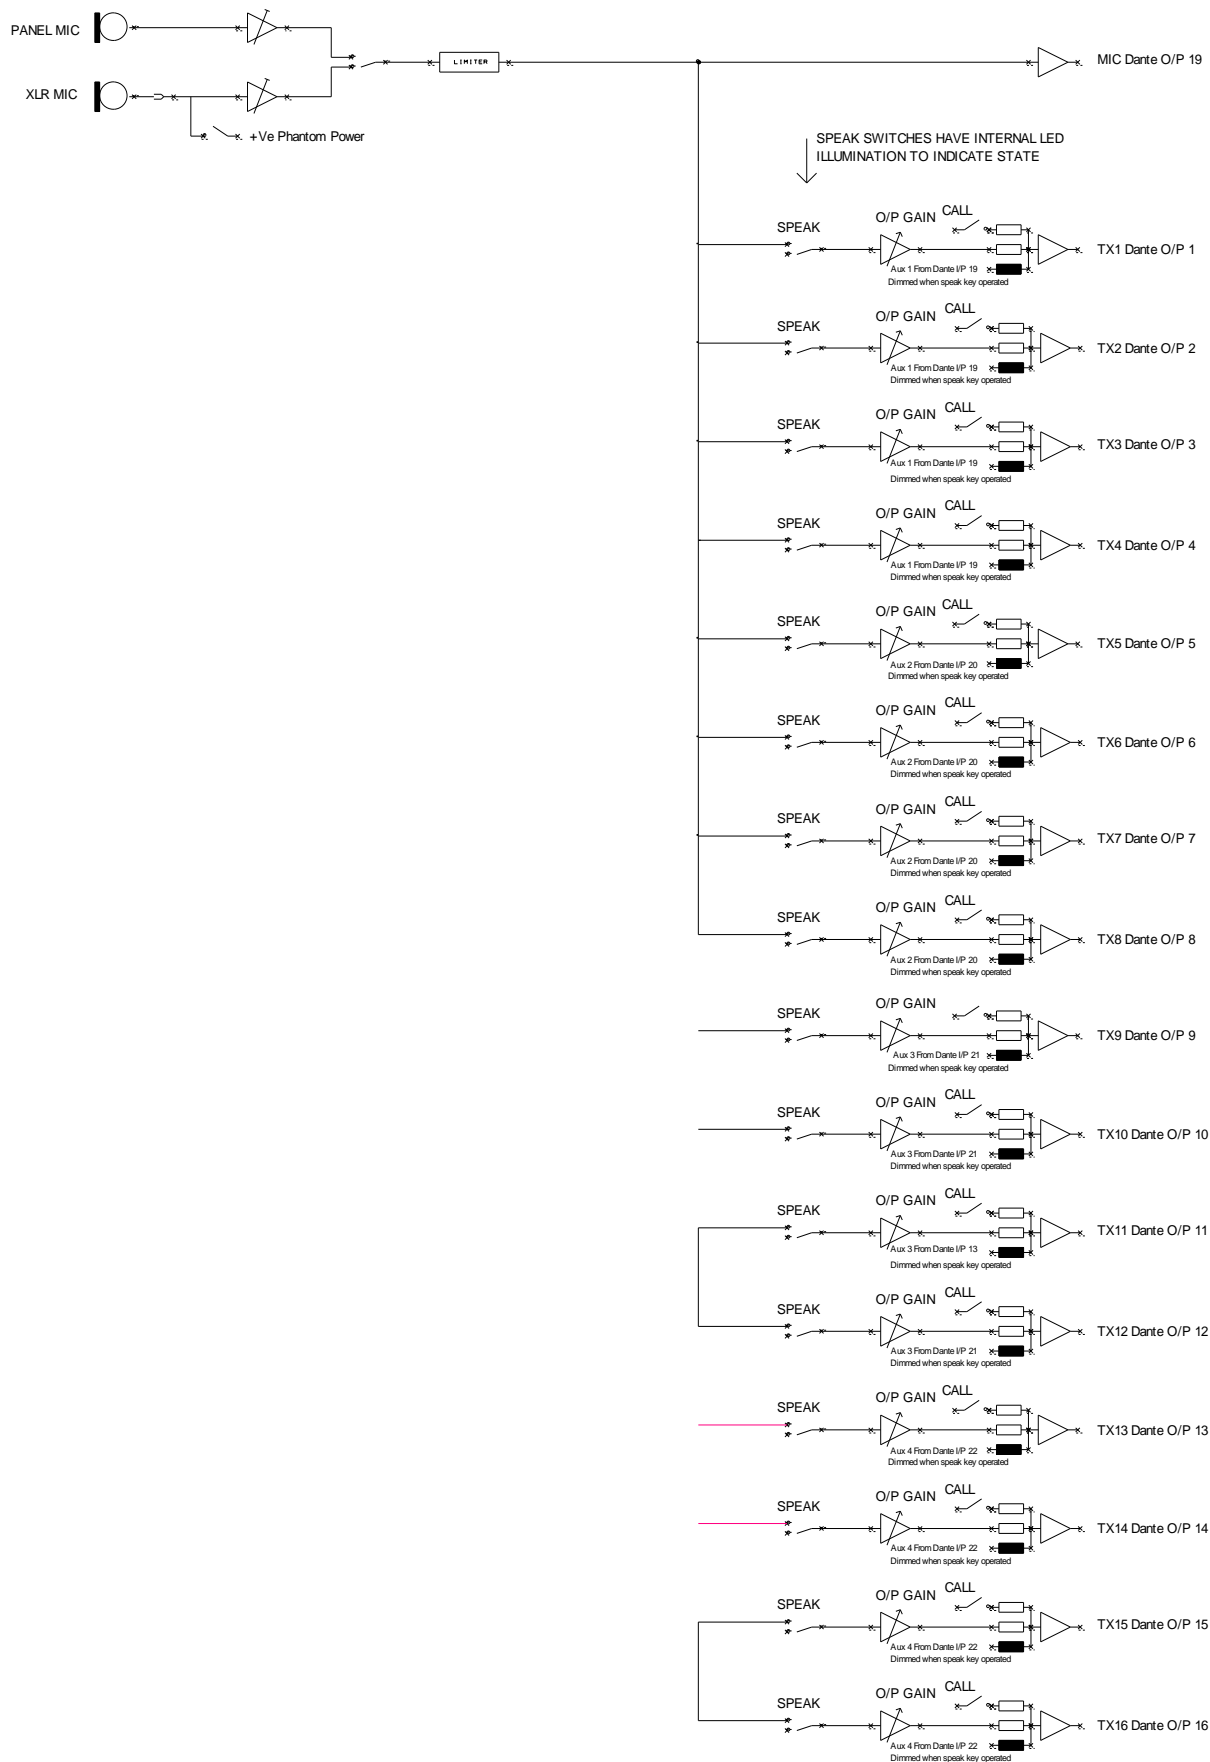 PANEL MIC
LIMITER
MIC Dante O/P 19
XLR MIC
+Ve Phantom Power
SPEAK SWITCHES HAVE INTERNAL LED
ILLUMINATION TO INDICATE STATE
SPEAK
O/P GAIN
CALL
TX1 Dante O/P 1
Aux 1 From Dante I/P 19
Dimmed when speak key operated
SPEAK
O/P GAIN
CALL
TX2 Dante O/P 2
Aux 1 From Dante I/P 19
Dimmed when speak key operated
SPEAK
O/P GAIN
CALL
TX3 Dante O/P 3
Aux 1 From Dante I/P 19
Dimmed when speak key operated
SPEAK
O/P GAIN
CALL
TX4 Dante O/P 4
Aux 1 From Dante I/P 19
Dimmed when speak key operated
SPEAK
O/P GAIN
CALL
TX5 Dante O/P 5
Aux 2 From Dante I/P 20
Dimmed when speak key operated
SPEAK
O/P GAIN
CALL
TX6 Dante O/P 6
Aux 2 From Dante I/P 20
Dimmed when speak key operated
SPEAK
O/P GAIN
CALL
TX7 Dante O/P 7
Aux 2 From Dante I/P 20
Dimmed when speak key operated
SPEAK
O/P GAIN
CALL
TX8 Dante O/P 8
Aux 2 From Dante I/P 20
Dimmed when speak key operated
SPEAK
O/P GAIN
TX9 Dante O/P 9
Aux 3 From Dante I/P 21
Dimmed when speak key operated
SPEAK
O/P GAIN
CALL
TX10 Dante O/P 10
Aux 3 From Dante I/P 21
Dimmed when speak key operated
SPEAK
O/P GAIN
CALL
TX11 Dante O/P 11
Aux 3 From Dante I/P 13
Dimmed when speak key operated
SPEAK
O/P GAIN
CALL
TX12 Dante O/P 12
Aux 3 From Dante I/P 21
Dimmed when speak key operated
SPEAK
O/P GAIN
CALL
TX13 Dante O/P 13
Aux 4 From Dante I/P 22
Dimmed when speak key operated
SPEAK
O/P GAIN
CALL
TX14 Dante O/P 14
Aux 4 From Dante I/P 22
Dimmed when speak key operated
SPEAK
O/P GAIN
CALL
TX15 Dante O/P 15
Aux 4 From Dante I/P 22
Dimmed when speak key operated
SPEAK
O/P GAIN
CALL
TX16 Dante O/P 16
Aux 4 From Dante I/P 22
Dimmed when speak key operated